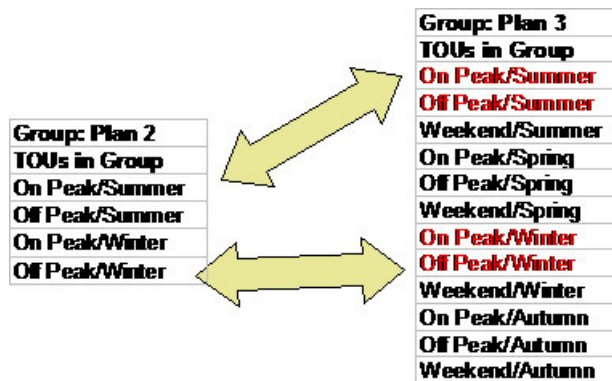 Group: Plan 2
TOUs in Group
On Peak/Summer
Off Peak/Summer
On Peak/Winter
Off Peak/Winter
Group: Plan 3
TOUs in Group
On Peak/Summer
Off Peak/Summer
Weekend/Summer
On Peak/Spring
Off Peak/Spring
Weekend/Spring
On Peak/Winter
Off Peak/Winter
Weekend/Winter
On Peak/Autumn
Off Peak/Autumn
Weekend/Autumn